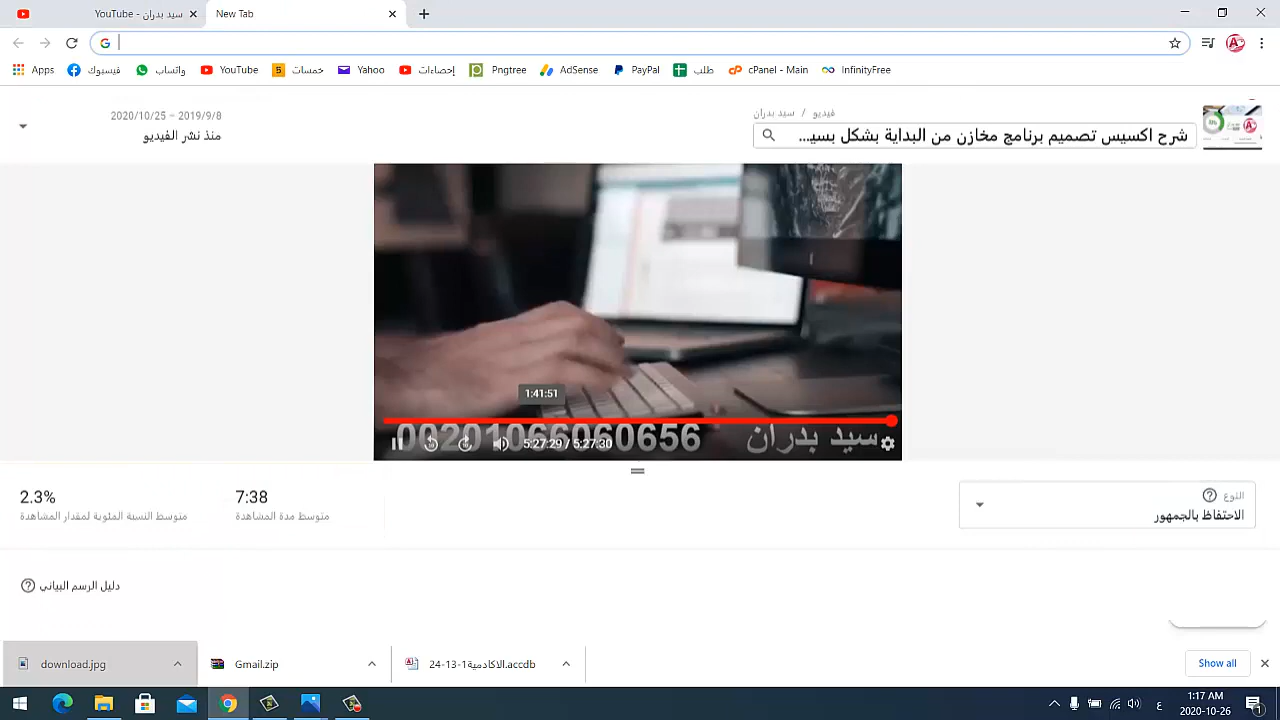 سيد بدران - YouTube
New Tab
Apps
فيسبوك
واتساب
YouTube
خمسات
Yahoo
إحصاءات
Pngtree
AdSense
PayPal
طلب
cPanel - Main
InfinityFree
فيديو / سيد بدران
شرح اكسيس تصميم برنامج مخازن من البداية بشكل بسيـ...
2019/9/8 – 2020/10/25
منذ نشر الفيديو
1:41:51
سيد بدران 00201066060656
5:27:29 / 5:27:30
النوع
الاحتفاظ بالجمهور
7:38
متوسط مدة المشاهدة
2.3%
متوسط النسبة المئوية لمقدار المشاهدة
دليل الرسم البياني
download.jpg
Gmail.zip
24-13-1الاكادمية.accdb
Show all
ع
1:17 AM
2020-10-26